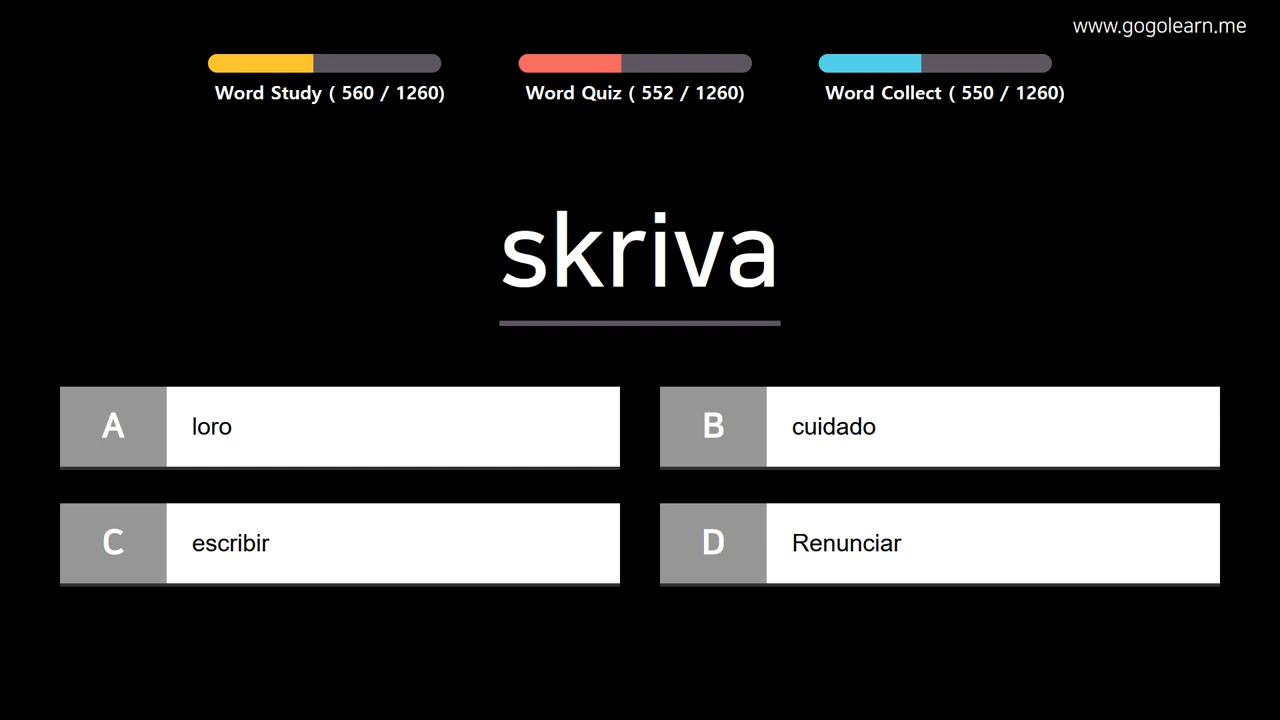 www.gogolearn.me
Word Study ( 560 / 1260)
Word Quiz ( 552 / 1260)
Word Collect ( 550 / 1260)
skriva
A loro
B cuidado
C escribir
D Renunciar